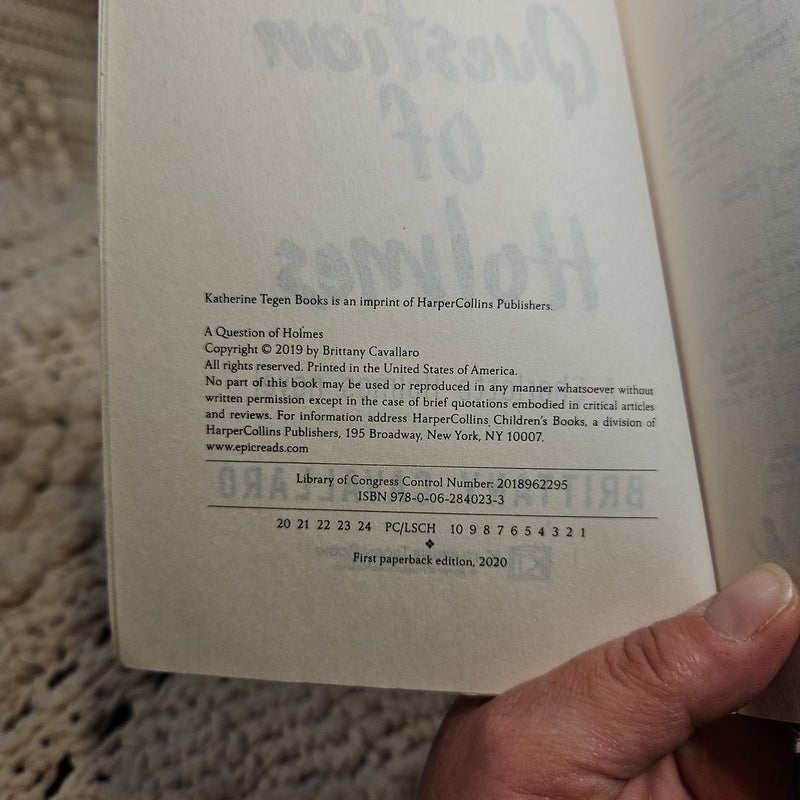 Question
of
Holmes
Katherine Tegen Books is an imprint of HarperCollins Publishers.
A Question of Holmes
Copyright © 2019 by Brittany Cavallaro
All rights reserved. Printed in the United States of America.
No part of this book may be used or reproduced in any manner whatsoever without
written permission except in the case of brief quotations embodied in critical articles
and reviews. For information address HarperCollins Children's Books, a division of
HarperCollins Publishers, 195 Broadway, New York, NY 10007.
www.epicreads.com
Library of Congress Control Number: 2018962295
ISBN 978-0-06-284023-3
BRITTANY CAVALLARO
20 21 22 23 24 PC/LSCH 10 9 8 7 6 5 4 3 2 1
❖
First paperback edition, 2020